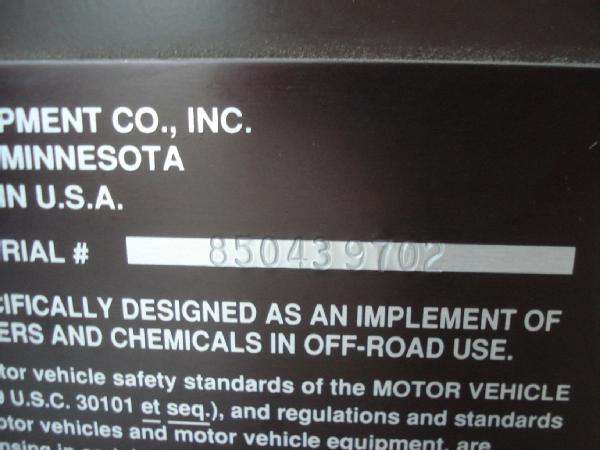 PMENT CO., INC.
MINNESOTA
IN U.S.A.
RIAL # 850439702
CIFICALLY DESIGNED AS AN IMPLEMENT OF
ERS AND CHEMICALS IN OFF-ROAD USE.
tor vehicle safety standards of the MOTOR VEHICLE
U.S.C. 30101 et seq.), and regulations and standards
otor vehicles and motor vehicle equipment, are